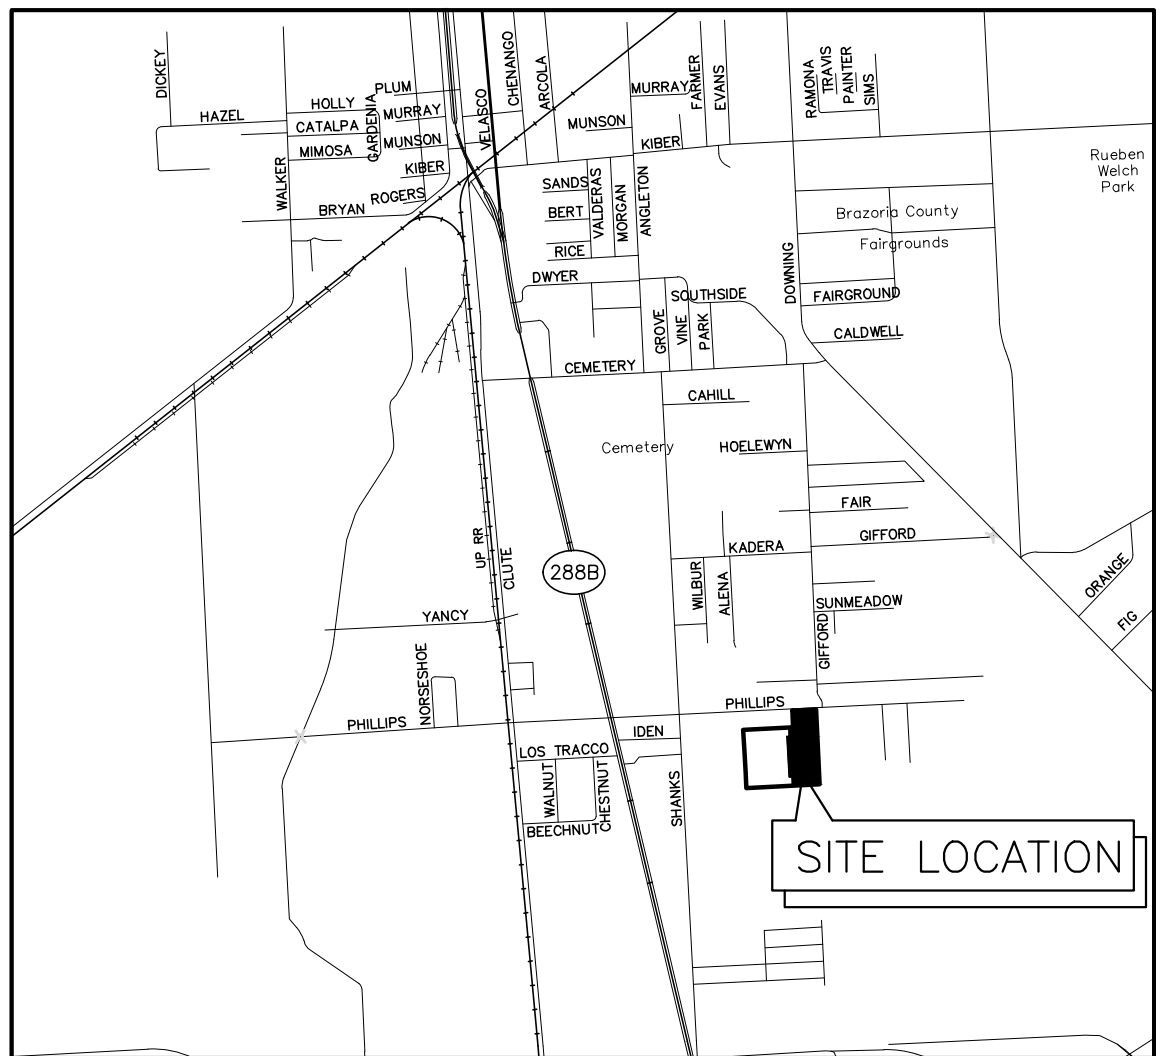 DICKEY
HAZEL
HOLLY
CATALPA
MIMOSA
GARDENIA
WALKER
BRYAN
PLUM
MURRAY
MUNSON
KIBER
ROGERS
VELASCO
CHENANGO
ARCOLA
MURRAY
MUNSON
KIBER
FARMER
EVANS
RAMONA
TRAVIS
PAINTER
SIMS
Rueben
Welch
Park
SANDS
BERT
RICE
VALDERAS
MORGAN
ANGLETON
DWYER
DOWNING
Brazoria County
Fairgrounds
FAIRGROUND
CALDWELL
SOUTHSIDE
GROVE
VINE
PARK
CEMETERY
CAHILL
Cemetery
HOELEWYN
FAIR
GIFFORD
KADERA
UP RR
CLUTE
288B
WILBUR
ALENA
SUNMEADOW
GIFFORD
ORANGE
FIG
YANCY
NORSESHOE
PHILLIPS
PHILLIPS
IDEN
LOS TRACCO
WALNUT
CHESTNUT
BEECHNUT
SHANKS
SITE LOCATION